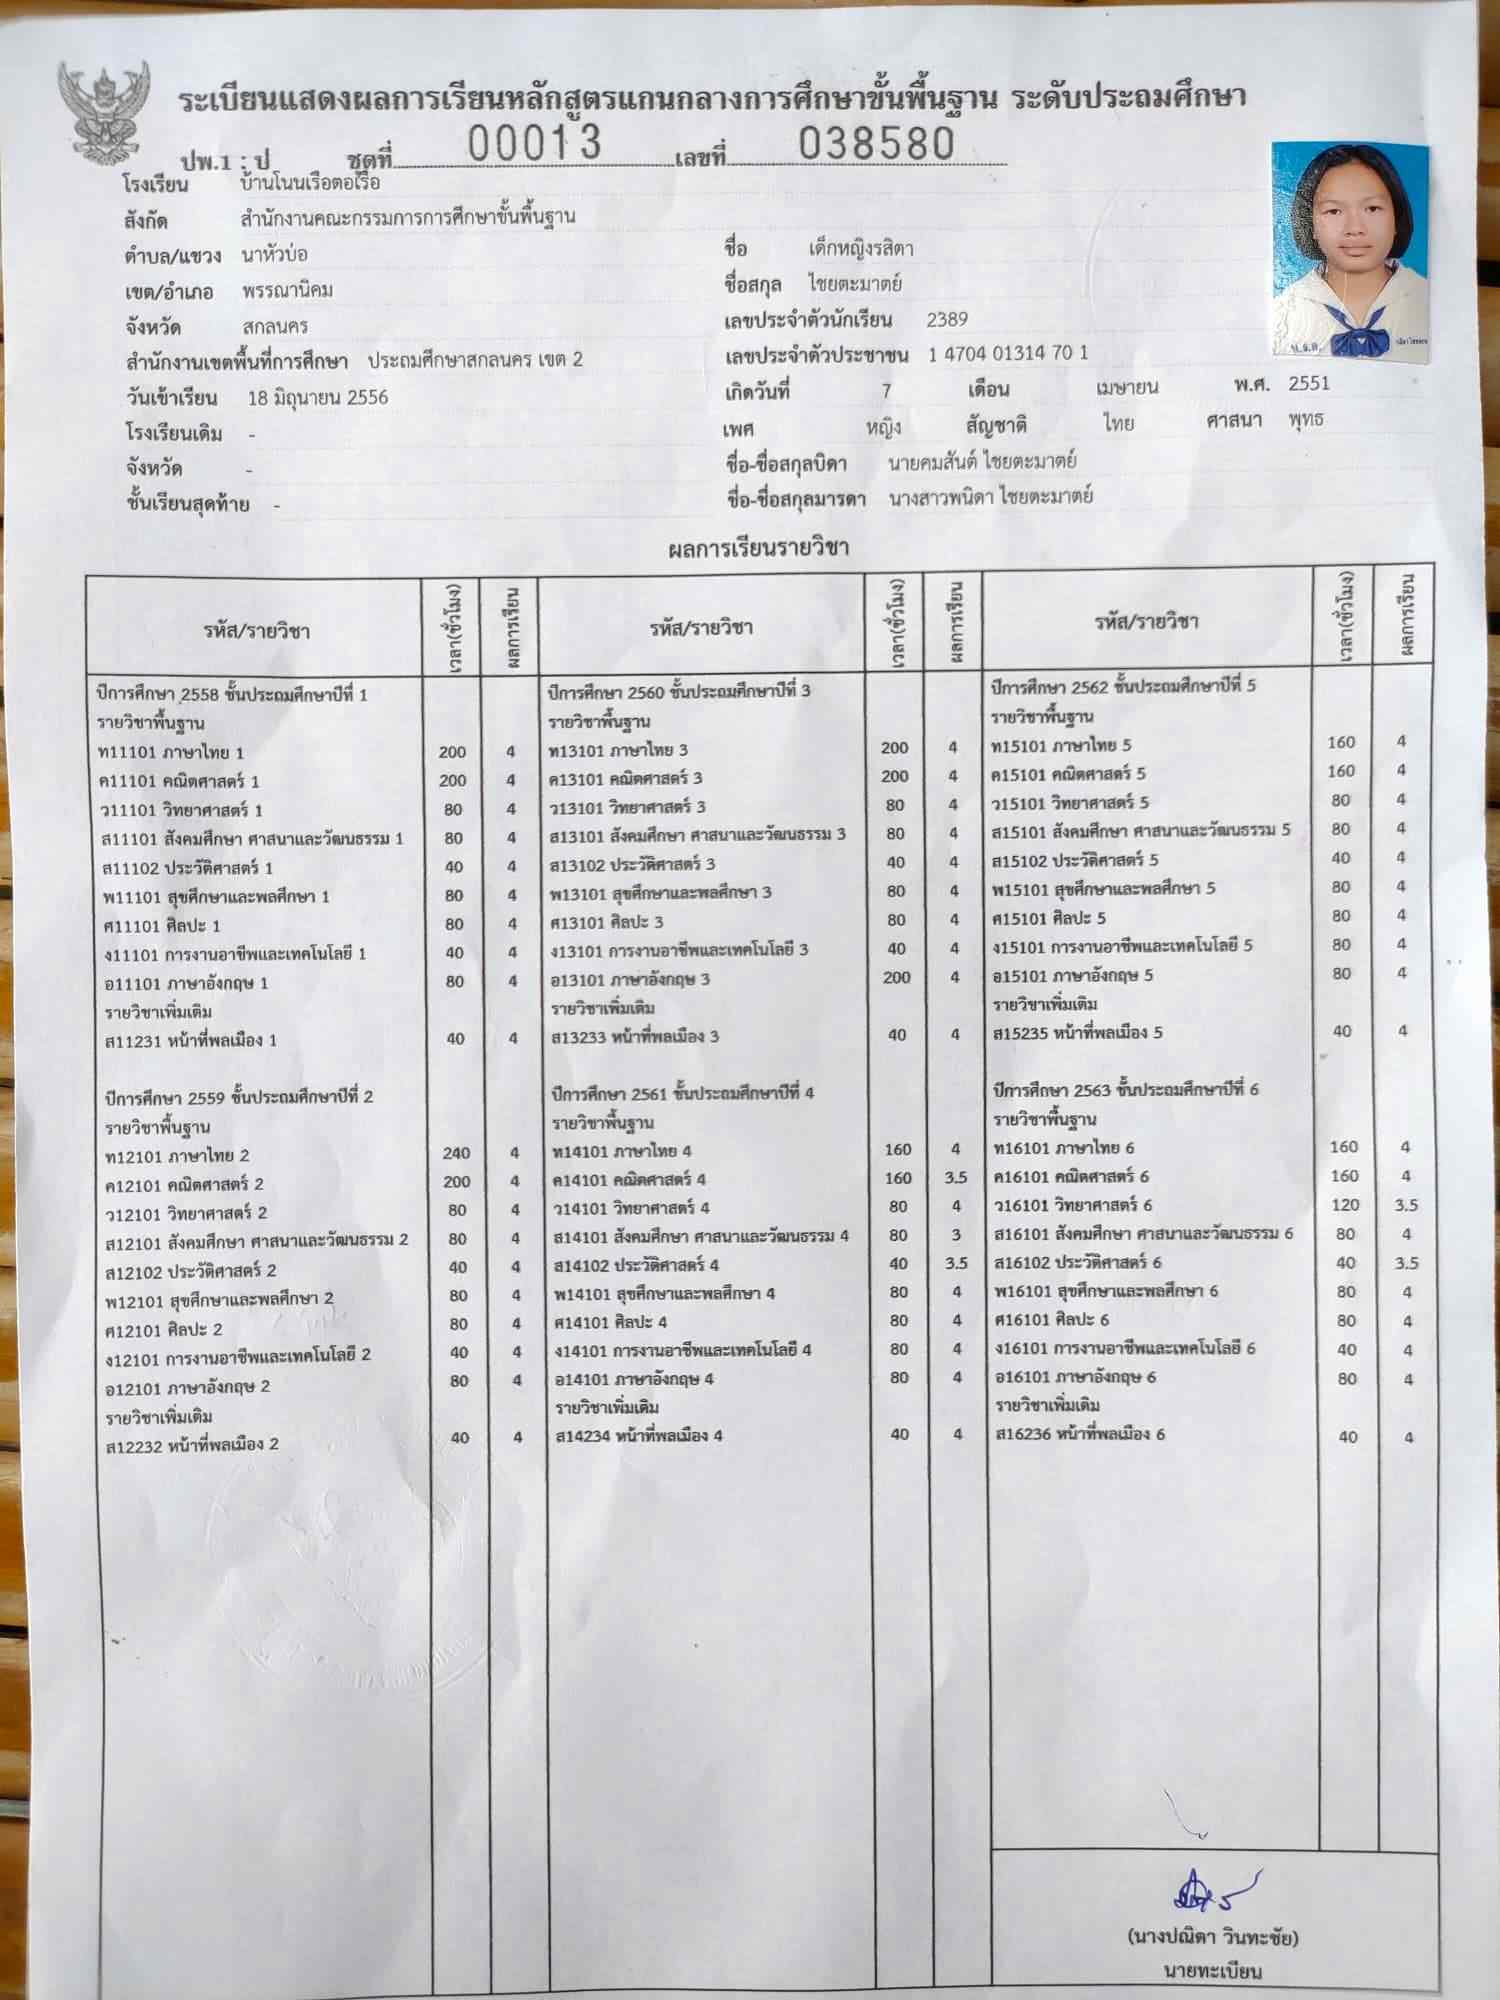 ระเบียนแสดงผลการเรียนหลักสูตรแกนกลางการศึกษาขั้นพื้นฐาน ระดับประถมศึกษา
ปพ.1 : ป ชุดที่ 00013 เลขที่ 038580
โรงเรียน บ้านโนนเรือตอเรือ
สังกัด สำนักงานคณะกรรมการการศึกษาขั้นพื้นฐาน
ตำบล/แขวง นาหัวบ่อ
เขต/อำเภอ พรรณานิคม
จังหวัด สกลนคร
สำนักงานเขตพื้นที่การศึกษา ประถมศึกษาสกลนคร เขต 2
วันเข้าเรียน 18 มิถุนายน 2556
โรงเรียนเดิม -
จังหวัด -
ชั้นเรียนสุดท้าย -
ชื่อ เด็กหญิงรสิตา
ชื่อสกุล ไชยตะมาตย์
เลขประจำตัวนักเรียน 2389
เลขประจำตัวประชาชน 1 4704 01314 70 1
เกิดวันที่ 7 เดือน เมษายน พ.ศ. 2551
เพศ หญิง สัญชาติ ไทย ศาสนา พุทธ
ชื่อ-ชื่อสกุลบิดา นายคมสันต์ ไชยตะมาตย์
ชื่อ-ชื่อสกุลมารดา นางสาวพนิดา ไชยตะมาตย์
ผลการเรียนรายวิชา
รหัส/รายวิชา เวลา(ชั่วโมง) ผลการเรียน
ปีการศึกษา 2558 ชั้นประถมศึกษาปีที่ 1
รายวิชาพื้นฐาน
ท11101 ภาษาไทย 1 200 4
ค11101 คณิตศาสตร์ 1 200 4
ว11101 วิทยาศาสตร์ 1 80 4
ส11101 สังคมศึกษา ศาสนาและวัฒนธรรม 1 80 4
ส11102 ประวัติศาสตร์ 1 40 4
พ11101 สุขศึกษาและพลศึกษา 1 80 4
ศ11101 ศิลปะ 1 80 4
ง11101 การงานอาชีพและเทคโนโลยี 1 40 4
อ11101 ภาษาอังกฤษ 1 80 4
รายวิชาเพิ่มเติม
ส11231 หน้าที่พลเมือง 1 40 4
ปีการศึกษา 2559 ชั้นประถมศึกษาปีที่ 2
รายวิชาพื้นฐาน
ท12101 ภาษาไทย 2 240 4
ค12101 คณิตศาสตร์ 2 200 4
ว12101 วิทยาศาสตร์ 2 80 4
ส12101 สังคมศึกษา ศาสนาและวัฒนธรรม 2 80 4
ส12102 ประวัติศาสตร์ 2 40 4
พ12101 สุขศึกษาและพลศึกษา 2 80 4
ศ12101 ศิลปะ 2 80 4
ง12101 การงานอาชีพและเทคโนโลยี 2 40 4
อ12101 ภาษาอังกฤษ 2 80 4
รายวิชาเพิ่มเติม
ส12232 หน้าที่พลเมือง 2 40 4
รหัส/รายวิชา เวลา(ชั่วโมง) ผลการเรียน
ปีการศึกษา 2560 ชั้นประถมศึกษาปีที่ 3
รายวิชาพื้นฐาน
ท13101 ภาษาไทย 3 200 4
ค13101 คณิตศาสตร์ 3 200 4
ว13101 วิทยาศาสตร์ 3 80 4
ส13101 สังคมศึกษา ศาสนาและวัฒนธรรม 3 80 4
ส13102 ประวัติศาสตร์ 3 40 4
พ13101 สุขศึกษาและพลศึกษา 3 80 4
ศ13101 ศิลปะ 3 80 4
ง13101 การงานอาชีพและเทคโนโลยี 3 40 4
อ13101 ภาษาอังกฤษ 3 200 4
รายวิชาเพิ่มเติม
ส13233 หน้าที่พลเมือง 3 40 4
ปีการศึกษา 2561 ชั้นประถมศึกษาปีที่ 4
รายวิชาพื้นฐาน
ท14101 ภาษาไทย 4 160 4
ค14101 คณิตศาสตร์ 4 160 3.5
ว14101 วิทยาศาสตร์ 4 80 4
ส14101 สังคมศึกษา ศาสนาและวัฒนธรรม 4 80 3
ส14102 ประวัติศาสตร์ 4 40 3.5
พ14101 สุขศึกษาและพลศึกษา 4 80 4
ศ14101 ศิลปะ 4 80 4
ง14101 การงานอาชีพและเทคโนโลยี 4 80 4
อ14101 ภาษาอังกฤษ 4 80 4
รายวิชาเพิ่มเติม
ส14234 หน้าที่พลเมือง 4 40 4
รหัส/รายวิชา เวลา(ชั่วโมง) ผลการเรียน
ปีการศึกษา 2562 ชั้นประถมศึกษาปีที่ 5
รายวิชาพื้นฐาน
ท15101 ภาษาไทย 5 160 4
ค15101 คณิตศาสตร์ 5 160 4
ว15101 วิทยาศาสตร์ 5 80 4
ส15101 สังคมศึกษา ศาสนาและวัฒนธรรม 5 80 4
ส15102 ประวัติศาสตร์ 5 40 4
พ15101 สุขศึกษาและพลศึกษา 5 80 4
ศ15101 ศิลปะ 5 80 4
ง15101 การงานอาชีพและเทคโนโลยี 5 80 4
อ15101 ภาษาอังกฤษ 5 80 4
รายวิชาเพิ่มเติม
ส15235 หน้าที่พลเมือง 5 40 4
ปีการศึกษา 2563 ชั้นประถมศึกษาปีที่ 6
รายวิชาพื้นฐาน
ท16101 ภาษาไทย 6 160 4
ค16101 คณิตศาสตร์ 6 160 4
ว16101 วิทยาศาสตร์ 6 120 3.5
ส16101 สังคมศึกษา ศาสนาและวัฒนธรรม 6 80 4
ส16102 ประวัติศาสตร์ 6 40 3.5
พ16101 สุขศึกษาและพลศึกษา 6 80 4
ศ16101 ศิลปะ 6 80 4
ง16101 การงานอาชีพและเทคโนโลยี 6 40 4
อ16101 ภาษาอังกฤษ 6 80 4
รายวิชาเพิ่มเติม
ส16236 หน้าที่พลเมือง 6 40 4
(นางปณิดา วินทะชัย)
นายทะเบียน